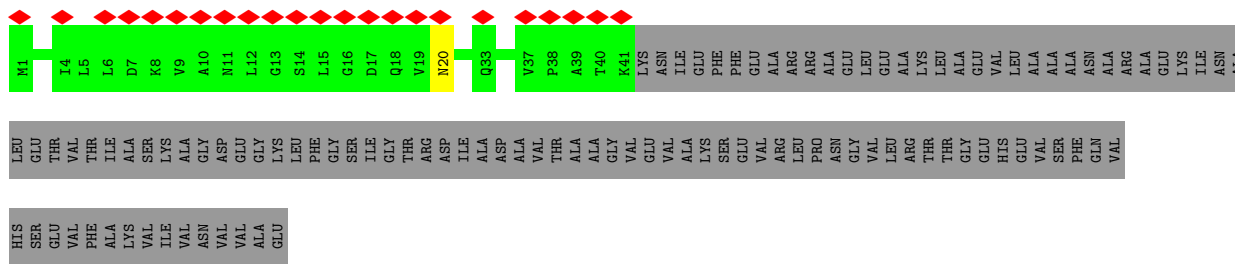 M1 I4 L5 L6 D7 K8 V9 A10 N11 L12 G13 S14 L15 G16 D17 Q18 V19 N20 Q33 V37 P38 A39 T40 K41 LYS ASN ILE GLU PHE PHE GLU ALA ARG ARG ALA GLU LEU GLU ALA LYS LEU ALA GLU VAL LEU ALA ALA ALA ASN ALA ARG ALA GLU LYS ILE ASN ALA
LEU GLU THR VAL THR ILE ALA SER LYS ALA GLY ASP GLU GLY LYS LEU PHE GLY SER ILE GLY THR ARG ASP ILE ALA ASP ALA VAL THR ALA ALA GLY VAL GLU VAL ALA LYS SER GLU VAL ARG LEU PRO ASN GLY VAL LEU ARG THR THR GLY GLU HIS GLU VAL SER PHE GLN VAL
HIS SER GLU VAL PHE ALA LYS VAL ILE VAL ASN VAL VAL ALA GLU